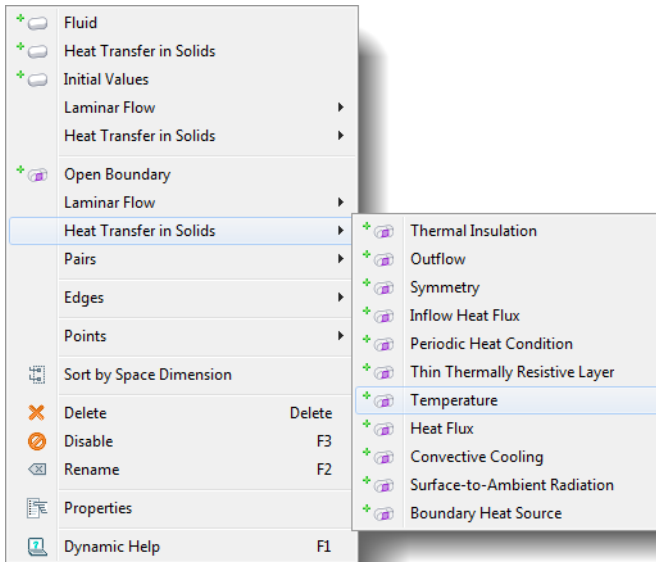 Fluid
Heat Transfer in Solids
Initial Values
Laminar Flow
Heat Transfer in Solids
Open Boundary
Laminar Flow
Heat Transfer in Solids
Pairs
Edges
Points
Sort by Space Dimension
Delete Delete
Disable F3
Rename F2
Properties
Dynamic Help F1
Thermal Insulation
Outflow
Symmetry
Inflow Heat Flux
Periodic Heat Condition
Thin Thermally Resistive Layer
Temperature
Heat Flux
Convective Cooling
Surface-to-Ambient Radiation
Boundary Heat Source